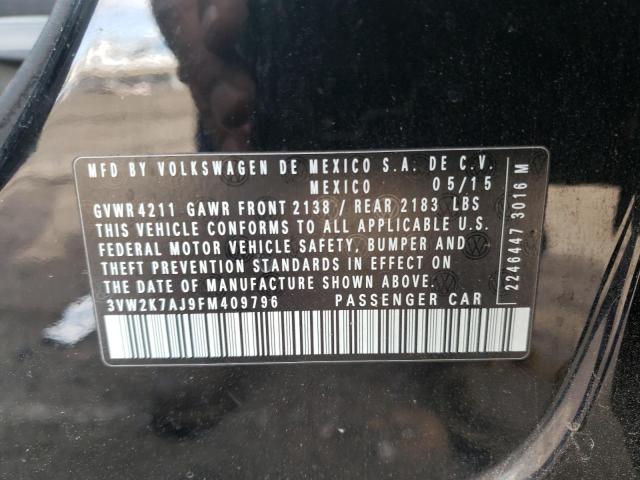 MFD BY VOLKSWAGEN DE MEXICO S.A. DE C.V.
MEXICO 05/15
GVWR 4211 GAWR FRONT 2138 / REAR 2183 LBS
THIS VEHICLE CONFORMS TO ALL APPLICABLE U.S.
FEDERAL MOTOR VEHICLE SAFETY, BUMPER AND
THEFT PREVENTION STANDARDS IN EFFECT ON
THE DATE OF MANUFACTURE SHOWN ABOVE.
3VW2K7AJ9FM409796 PASSENGER CAR
2246447 3016 M